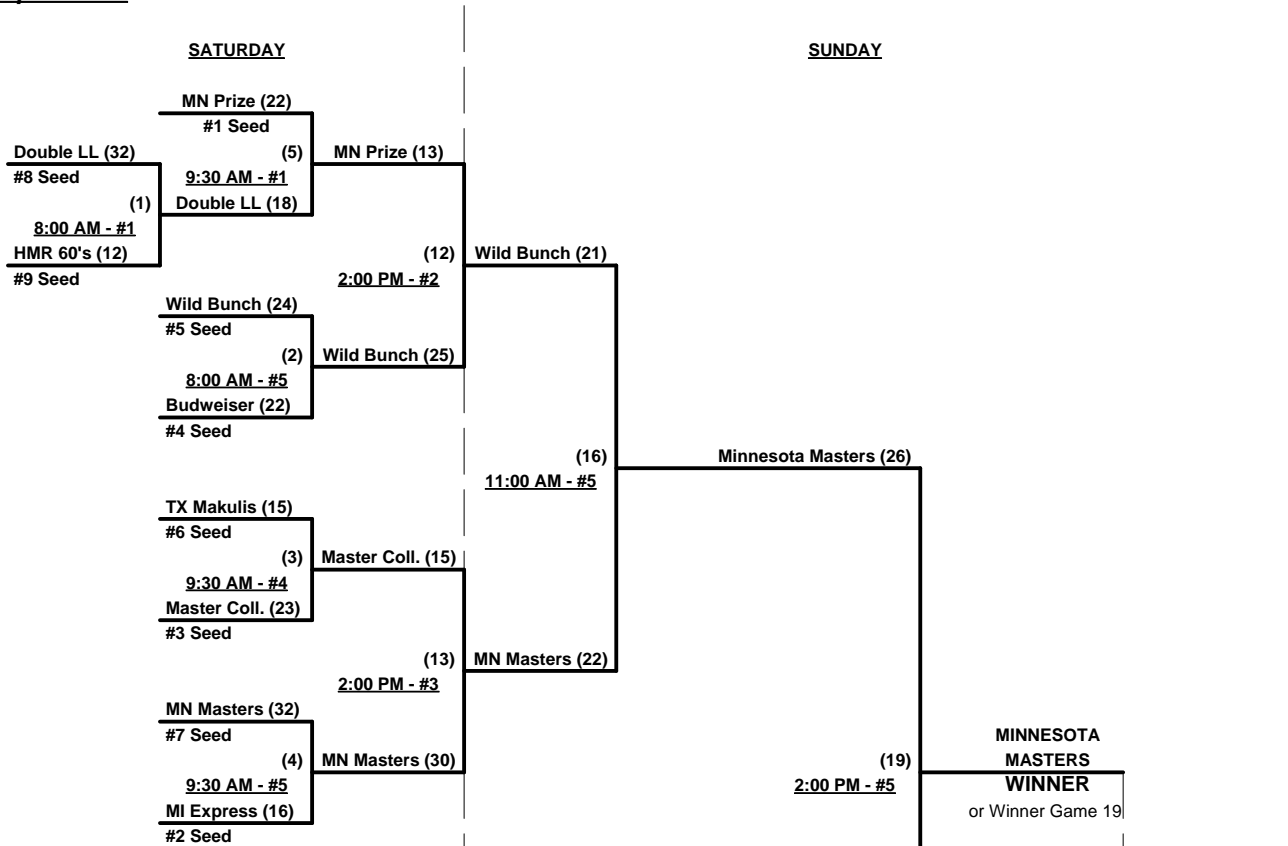 SATURDAY
SUNDAY
MN Prize (22)
#1 Seed
Double LL (32)
(5)
MN Prize (13)
#8 Seed
9:30 AM - #1
(1)
Double LL (18)
8:00 AM - #1
HMR 60's (12)
(12)
Wild Bunch (21)
#9 Seed
2:00 PM - #2
Wild Bunch (24)
#5 Seed
(2)
Wild Bunch (25)
8:00 AM - #5
Budweiser (22)
#4 Seed
(16)
Minnesota Masters (26)
11:00 AM - #5
TX Makulis (15)
#6 Seed
(3)
Master Coll. (15)
9:30 AM - #4
Master Coll. (23)
#3 Seed
(13)
MN Masters (22)
2:00 PM - #3
MN Masters (32)
#7 Seed
MINNESOTA
(4)
MN Masters (30)
(19)
MASTERS
9:30 AM - #5
2:00 PM - #5
WINNER
MI Express (16)
or Winner Game 19
#2 Seed